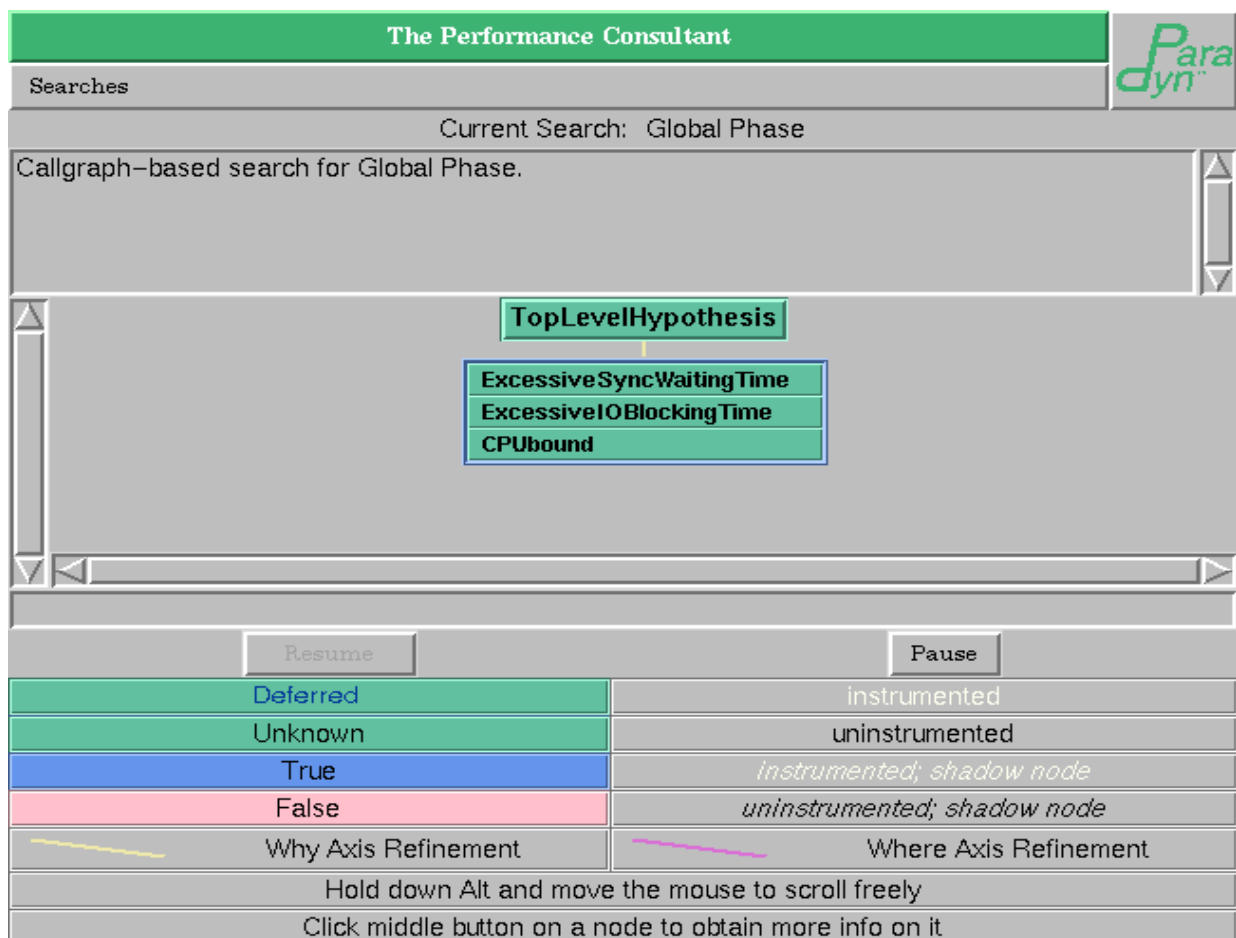 The Performance Consultant
Para
dyn
Searches
Current Search: Global Phase
Callgraph-based search for Global Phase.
TopLevelHypothesis
ExcessiveSyncWaitingTime
ExcessiveIOBlockingTime
CPUbound
Resume Pause
Deferred instrumented
Unknown uninstrumented
True instrumented; shadow node
False uninstrumented; shadow node
Why Axis Refinement Where Axis Refinement
Hold down Alt and move the mouse to scroll freely
Click middle button on a node to obtain more info on it